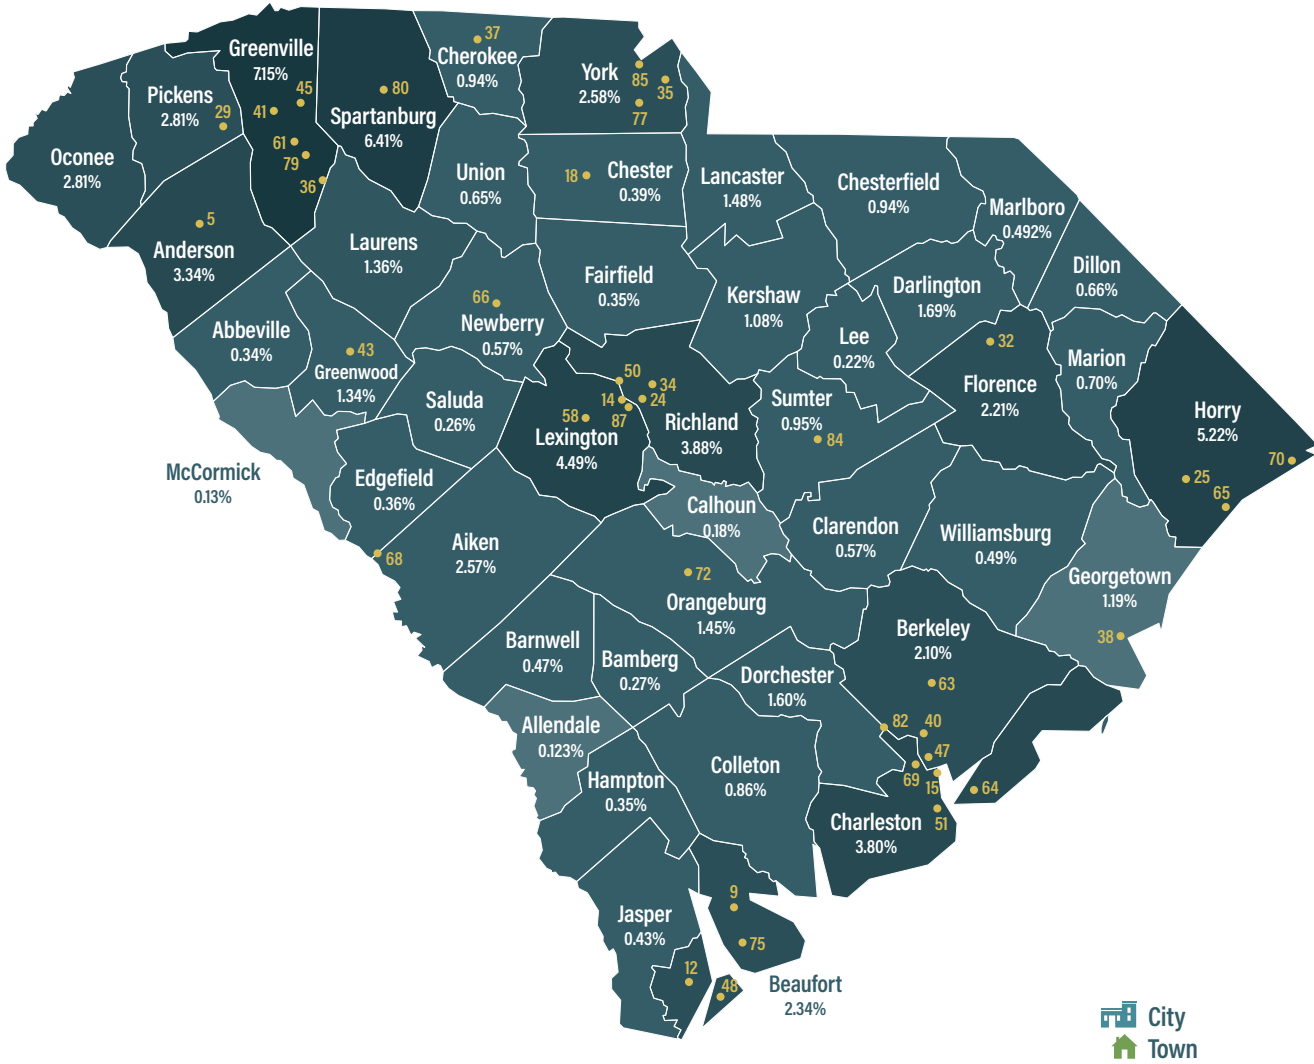 37
Cherokee
0.94%
Greenville
7.15%
45
41
61
79
36
80
Spartanburg
6.41%
York
2.58%
85
35
77
Pickens
2.81%
29
Oconee
2.81%
Union
0.65%
18
Chester
0.39%
Lancaster
1.48%
Chesterfield
0.94%
Marlboro
0.492%
5
Anderson
3.34%
Laurens
1.36%
Fairfield
0.35%
Kershaw
1.08%
Darlington
1.69%
Dillon
0.66%
66
Newberry
0.57%
Abbeville
0.34%
43
Greenwood
1.34%
Lee
0.22%
32
Florence
2.21%
Marion
0.70%
Saluda
0.26%
50
34
14
24
58
87
Lexington
4.49%
Richland
3.88%
Sumter
0.95%
84
Horry
5.22%
70
25
65
McCormick
0.13%
Edgefield
0.36%
Calhoun
0.18%
Clarendon
0.57%
Williamsburg
0.49%
68
Aiken
2.57%
72
Orangeburg
1.45%
Georgetown
1.19%
38
Barnwell
0.47%
Bamberg
0.27%
Berkeley
2.10%
63
Dorchester
1.60%
82
40
47
69
15
64
51
Allendale
0.123%
Hampton
0.35%
Colleton
0.86%
Charleston
3.80%
Jasper
0.43%
9
75
12
48
Beaufort
2.34%
City
Town